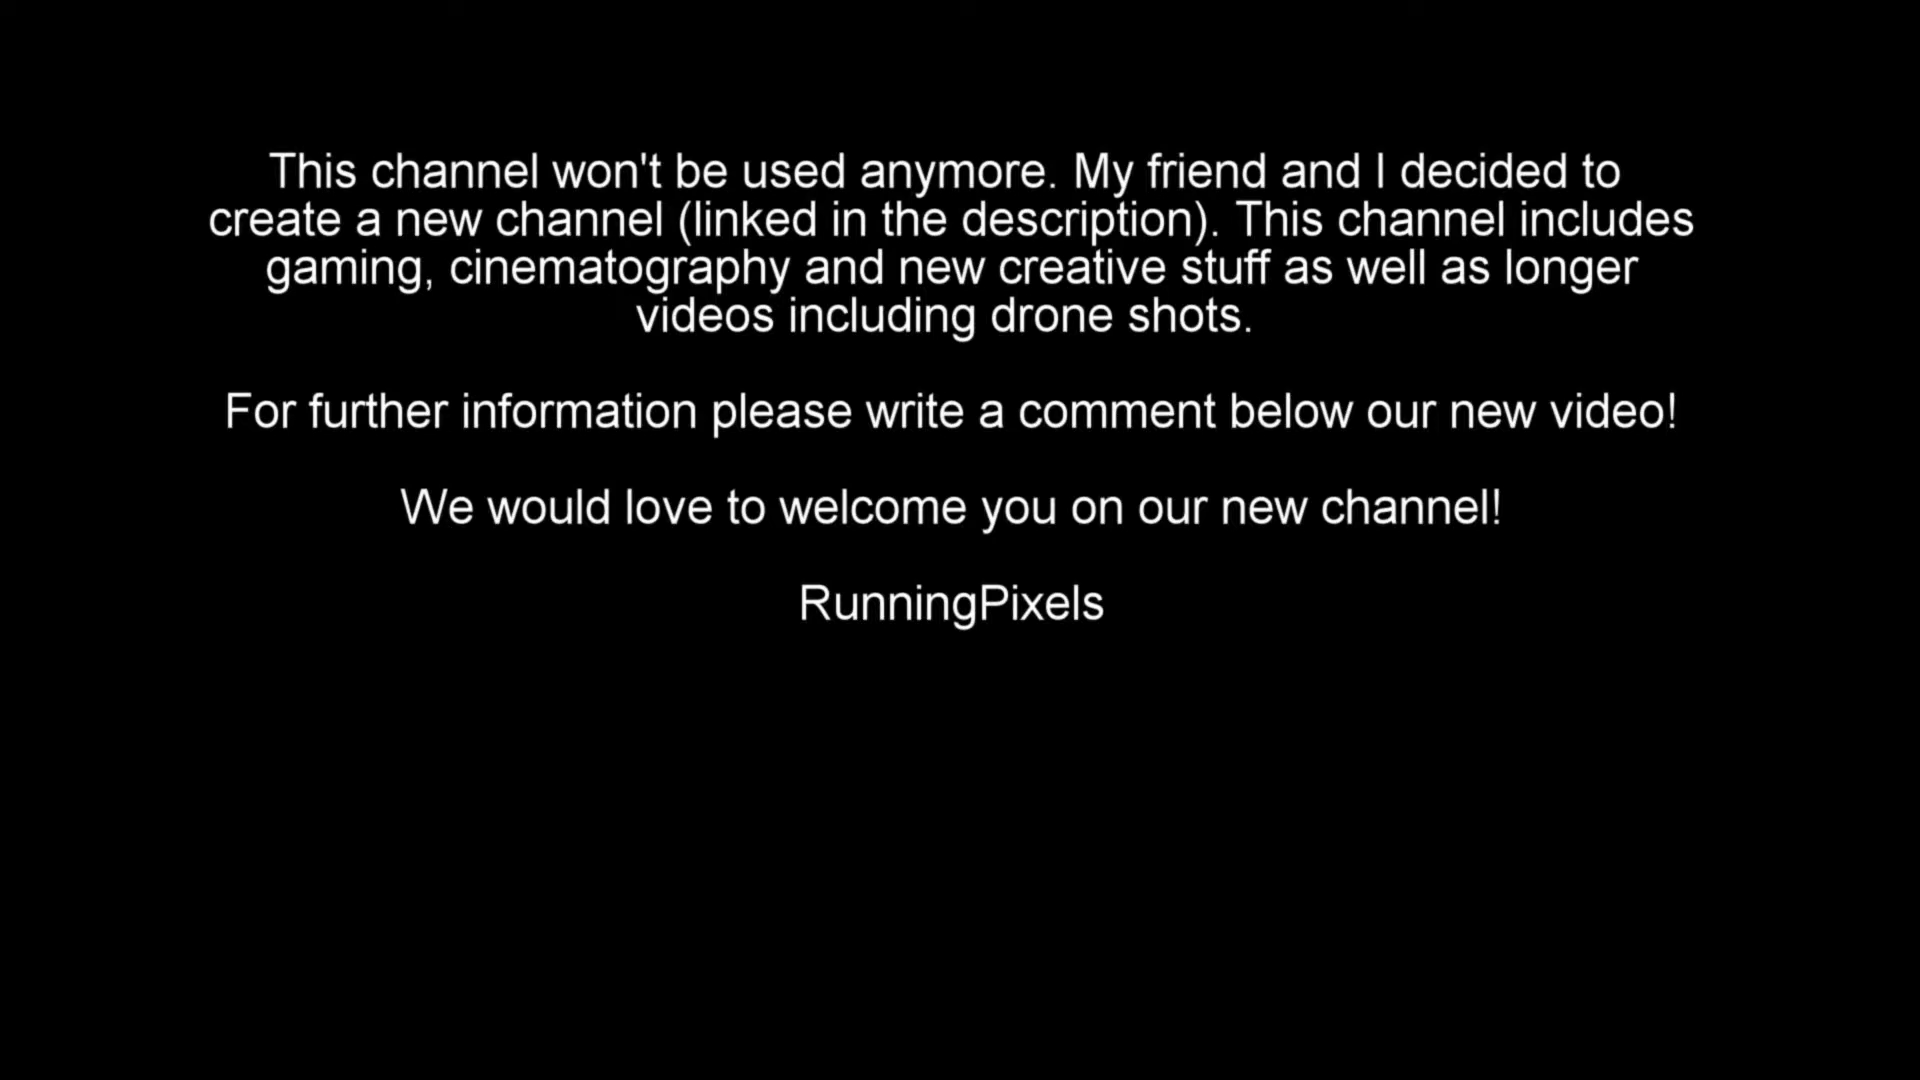 This channel won't be used anymore. My friend and I decided to
create a new channel (linked in the description). This channel includes
gaming, cinematography and new creative stuff as well as longer
videos including drone shots.
For further information please write a comment below our new video!
We would love to welcome you on our new channel!
RunningPixels